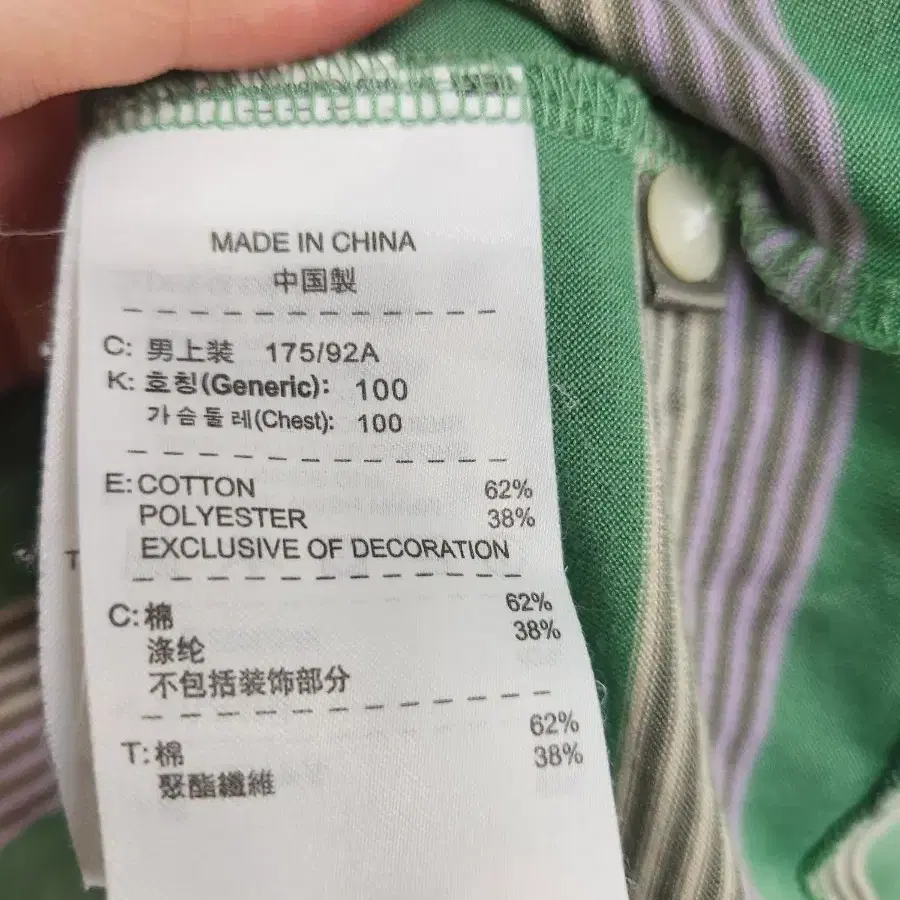 MADE IN CHINA
中国製
C: 男上装 175/92A
K: 호칭(Generic): 100
가슴둘레(Chest): 100
E: COTTON 62%
POLYESTER 38%
EXCLUSIVE OF DECORATION
C: 棉 62%
涤纶 38%
不包括装饰部分
T: 棉 62%
聚酯纖維 38%
T